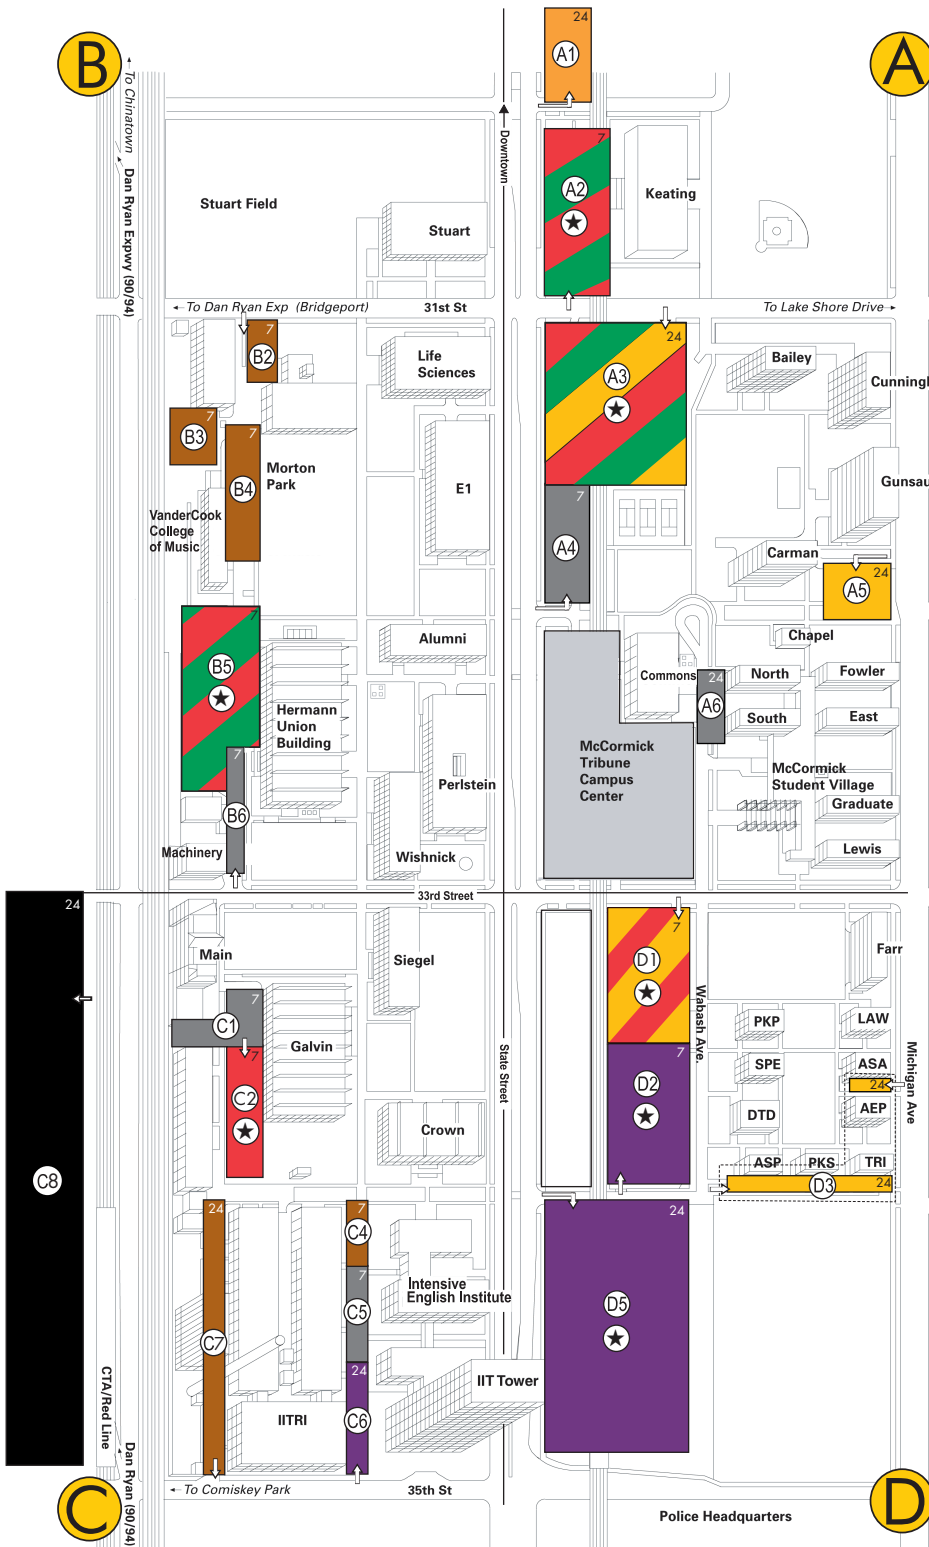 B
A
24
A1
← To Chinatown
Downtown
7
A2
Keating
Dan Ryan Expwy (90/94)
Stuart Field
Stuart
← To Dan Ryan Exp (Bridgeport)
31st St
To Lake Shore Drive →
7
B2
24
A3
Life
Sciences
Bailey
Cunningl
7
B3
7
B4
Morton
Park
E1
7
A4
Gunsau
VanderCook
College
of Music
Carman
24
A5
7
B5
Alumni
Chapel
Commons
24
A6
North
Fowler
South
East
Hermann
Union
Building
McCormick
Tribune
Campus
Center
7
B6
Perlstein
McCormick
Student Village
Graduate
Machinery
Wishnick
Lewis
33rd Street
24
7
Main
Siegel
D1
Farr
Wabash Ave.
7
C1
PKP
LAW
Galvin
State Street
Michigan Ave
7
C2
7
D2
SPE
ASA
24
DTD
AEP
Crown
ASP
PKS
TRI
C8
D3
24
24
C7
7
C4
7
C5
24
C6
24
D5
Intensive
English Institute
IIT Tower
IITRI
CTA/Red Line
Dan Ryan (90/94)
← To Comiskey Park
35th St
Police Headquarters
C
D